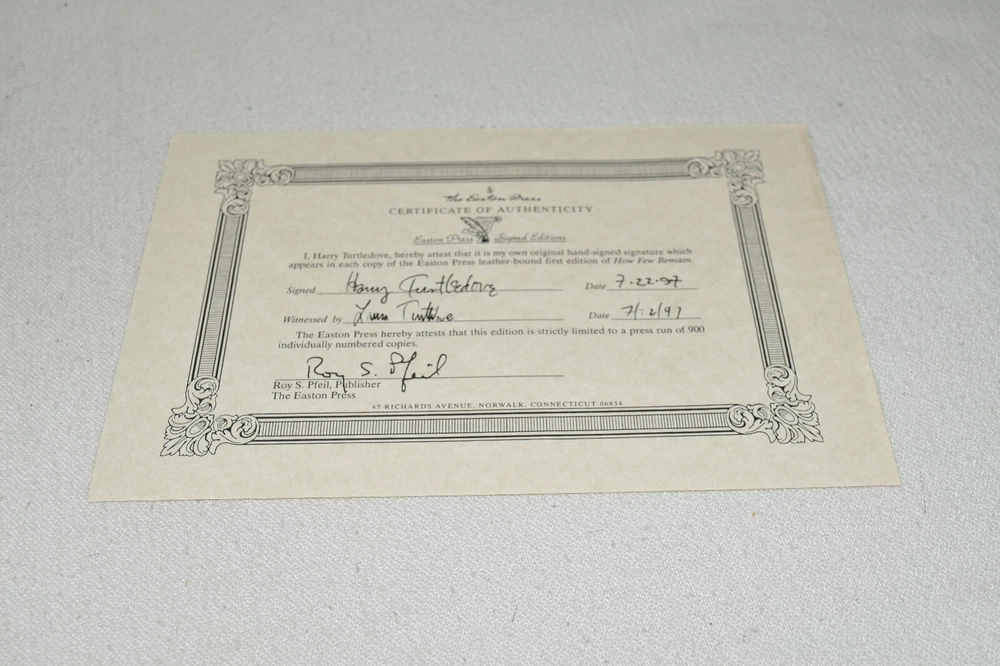 The Easton Press
CERTIFICATE OF AUTHENTICITY
Easton Press Signed Editions
I, Harry Turtledove, hereby attest that it is my own original hand-signed signature which
appears in each copy of the Easton Press leather-bound first edition of How Few Remain.
Signed Harry Turtledove Date 7-22-97
Witnessed by Turtledove Date
The Easton Press hereby attests that this edition is strictly limited to a press run of 900
individually numbered copies.
Roy S. Pfeil
Roy S. Pfeil, Publisher
The Easton Press
47 RICHARDS AVENUE, NORWALK, CONNECTICUT 06854